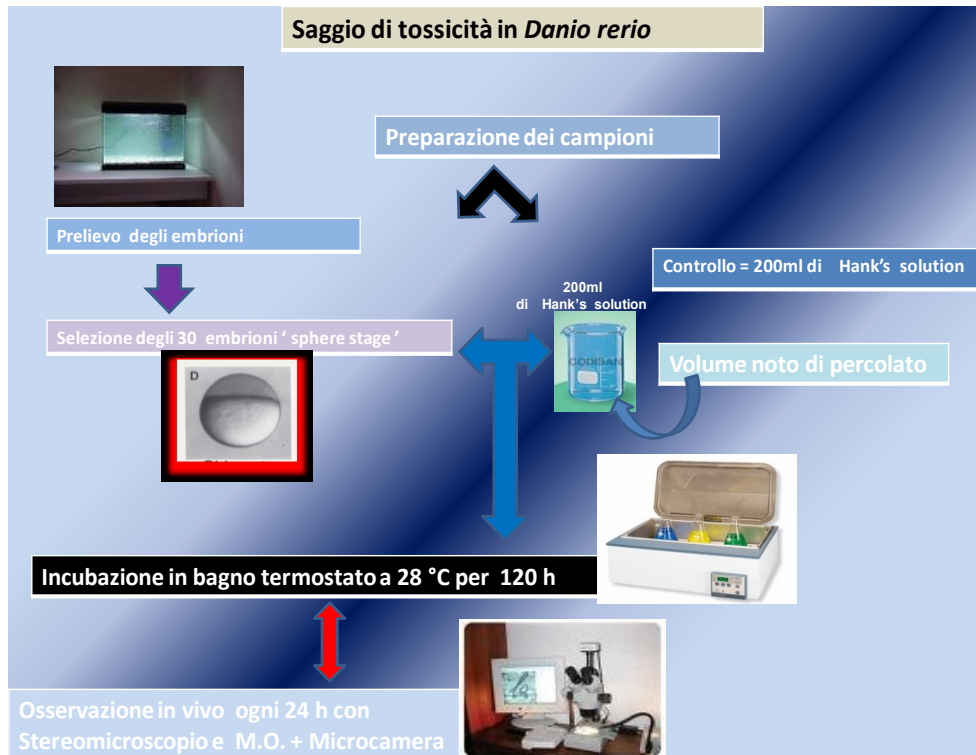 Saggio di tossicità in Danio rerio
Preparazione dei campioni
Prelievo degli embrioni
Controllo = 200ml di Hank's solution
200ml
di Hank's solution
Selezione degli 30 embrioni ‘ sphere stage ’
D
CODISAN
Volume noto di percolato
Incubazione in bagno termostato a 28 °C per 120 h
Osservazione in vivo ogni 24 h con
Stereomicroscopio e M.O. + Microcamera